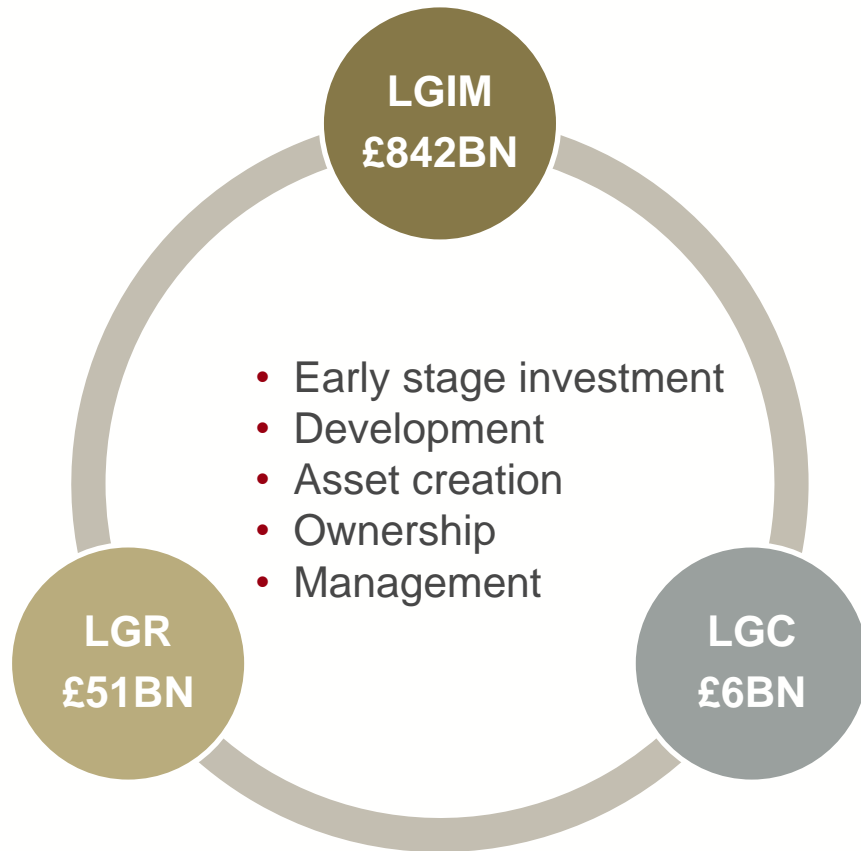 LGIM
£842BN
• Early stage investment
• Development
• Asset creation
• Ownership
• Management
LGR
£51BN
LGC
£6BN